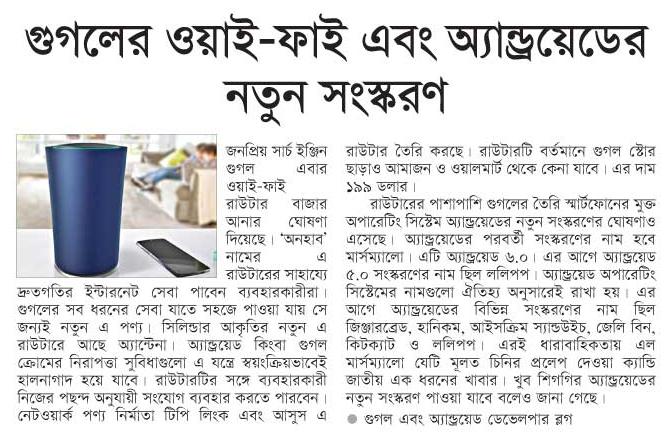 গুগলের ওয়াই-ফাই এবং অ্যান্ড্রয়েডের
নতুন সংস্করণ
জনপ্রিয় সার্চ ইঞ্জিন
গুগল এবার
ওয়াই-ফাই
রাউটার বাজার
আনার ঘোষণা
দিয়েছে। ‘অনহাব’
নামের এ
রাউটারের সাহায্যে
দ্রুতগতির ইন্টারনেট সেবা পাবেন ব্যবহারকারীরা।
গুগলের সব ধরনের সেবা যাতে সহজে পাওয়া যায় সে
জন্যই নতুন এ পণ্য। সিলিন্ডার আকৃতির নতুন এ
রাউটারে আছে অ্যান্টেনা। অ্যান্ড্রয়েড কিংবা গুগল
ক্রোমের নিরাপত্তা সুবিধাগুলো এ যন্ত্রে স্বয়ংক্রিয়ভাবেই
হালনাগাদ হয়ে যাবে। রাউটারটির সঙ্গে ব্যবহারকারী
নিজের পছন্দ অনুযায়ী সংযোগ ব্যবহার করতে পারবেন।
নেটওয়ার্ক পণ্য নির্মাতা টিপি লিংক এবং আসুস এ
রাউটার তৈরি করছে। রাউটারটি বর্তমানে গুগল স্টোর
ছাড়াও আমাজন ও ওয়ালমার্ট থেকে কেনা যাবে। এর দাম
১৯৯ ডলার।
রাউটারের পাশাপাশি গুগলের তৈরি স্মার্টফোনের মুক্ত
অপারেটিং সিস্টেম অ্যান্ড্রয়েডের নতুন সংস্করণের ঘোষণাও
এসেছে। অ্যান্ড্রয়েডের পরবর্তী সংস্করণের নাম হবে
মার্সম্যালো। এটি অ্যান্ড্রয়েড ৬.০। এর আগে অ্যান্ড্রয়েড
৫.০ সংস্করণের নাম ছিল ললিপপ। অ্যান্ড্রয়েড অপারেটিং
সিস্টেমের নামগুলো ঐতিহ্য অনুসারেই রাখা হয়। এর
আগে অ্যান্ড্রয়েডের বিভিন্ন সংস্করণের নাম ছিল
জিঞ্জারব্রেড, হানিকম, আইসক্রিম স্যান্ডউইচ, জেলি বিন,
কিটক্যাট ও ললিপপ। এরই ধারাবাহিকতায় এল
মার্সম্যালো যেটি মূলত চিনির প্রলেপ দেওয়া ক্যান্ডি
জাতীয় এক ধরনের খাবার। খুব শিগগির অ্যান্ড্রয়েডের
নতুন সংস্করণ পাওয়া যাবে বলেও জানা গেছে।
● গুগল এবং অ্যান্ড্রয়েড ডেভেলপার ব্লগ